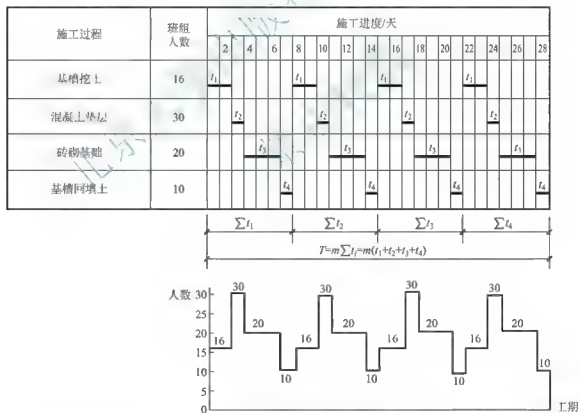 施工过程 班组人数 施工进度/天
2 4 6 8 10 12 14 16 18 20 22 24 26 28
基槽挖土 16 t₁ t₁ t₁ t₁
混凝土垫层 30 t₂ t₂ t₂ t₂
砖砌基础 20 t₃ t₃ t₃ t₃
基槽回填土 10 t₄ t₄ t₄ t₄
∑t₁ ∑t₂ ∑t₃ ∑t₄
T=m∑tᵢ=m(t₁+t₂+t₃+t₄)
人数
30 30 30 30 30
25
20 20 20 20 20
15 16 16 16 16
10 10 10 10 10
5
0 工期